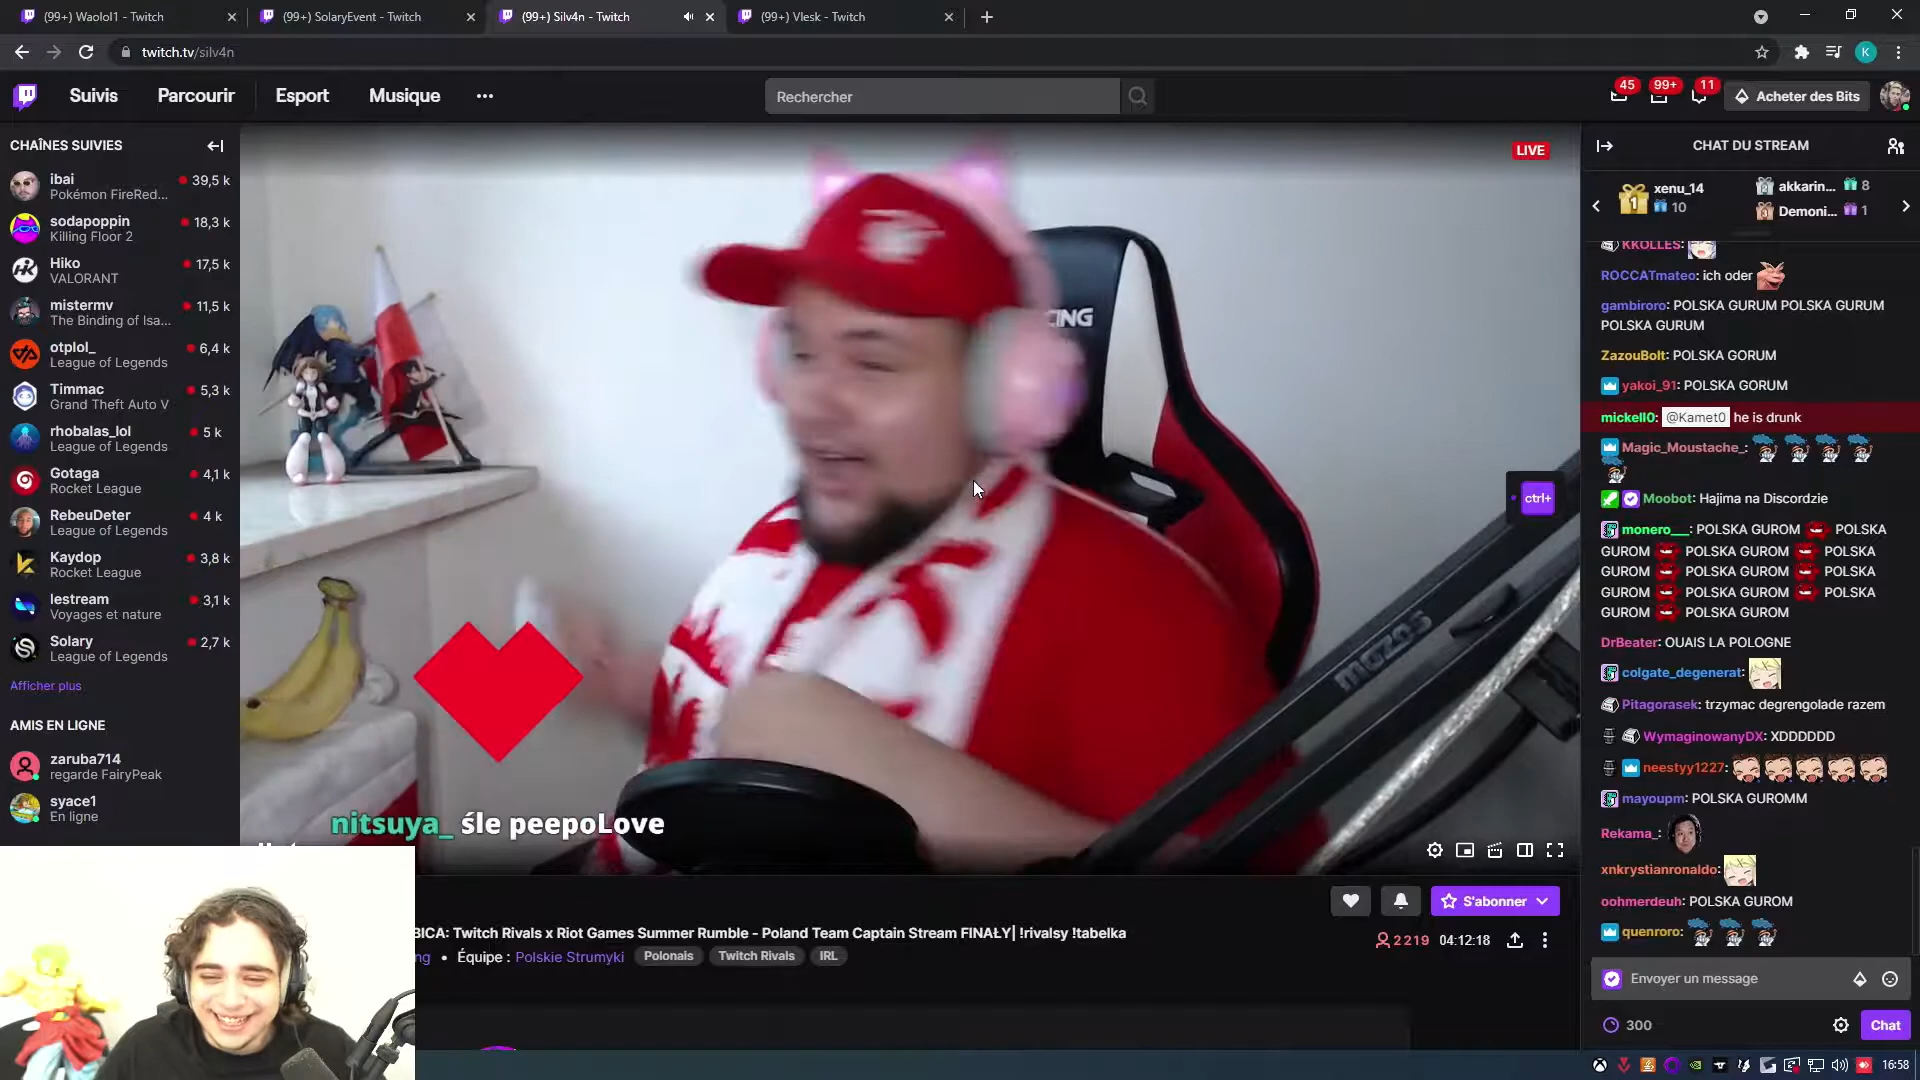 (99+) Waolol1 - Twitch
(99+) SolaryEvent - Twitch
(99+) Silv4n - Twitch
(99+) Vlesk - Twitch
twitch.tv/silv4n
K
Suivis
Parcourir
Esport
Musique
Rechercher
45
99+
11
Acheter des Bits
CHAÎNES SUIVIES
ibai
39,5 k
Pokémon FireRed...
sodapoppin
18,3 k
Killing Floor 2
Hiko
17,5 k
VALORANT
mistermv
11,5 k
The Binding of Isa...
otplol_
6,4 k
League of Legends
Timmac
5,3 k
Grand Theft Auto V
rhobalas_lol
5 k
League of Legends
Gotaga
4,1 k
Rocket League
RebeuDeter
4 k
League of Legends
Kaydop
3,8 k
Rocket League
lestream
3,1 k
Voyages et nature
Solary
2,7 k
League of Legends
Afficher plus
AMIS EN LIGNE
zaruba714
regarde FairyPeak
syace1
En ligne
LIVE
CING
mozos
ctrl+
nitsuya_ śle peepoLove
S'abonner
BICA: Twitch Rivals x Riot Games Summer Rumble - Poland Team Captain Stream FINAŁY| !rivalsy !tabelka
2 219
04:12:18
ng • Équipe : Polskie Strumyki
Polonais
Twitch Rivals
IRL
CHAT DU STREAM
1
xenu_14
10
akkarin...
8
Demoni...
1
KKOLLES:
ROCCATmateo: ich oder
gambiroro: POLSKA GURUM POLSKA GURUM
POLSKA GURUM
ZazouBolt: POLSKA GORUM
yakoi_91: POLSKA GORUM
mickell0: @Kamet0 he is drunk
Magic_Moustache_:
Moobot: Hajima na Discordzie
monero___: POLSKA GUROM POLSKA
GUROM POLSKA GUROM POLSKA
GUROM POLSKA GUROM POLSKA
GUROM POLSKA GUROM POLSKA
GUROM POLSKA GUROM
DrBeater: OUAIS LA POLOGNE
colgate_degenerat:
Pitagorasek: trzymac degrengolade razem
WymaginowanyDX: XDDDDDD
neestyy1227:
mayoupm: POLSKA GUROMM
Rekama_:
xnkrystianronaldo:
oohmerdeuh: POLSKA GUROM
quenroro:
Envoyer un message
300
Chat
16:58